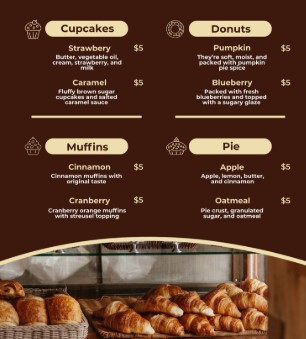 Cupcakes
Strawbery $5
Butter, vegetable oil,
cream, strawberry, and
milk
Caramel $5
Fluffy brown sugar
cupcakes and salted
caramel sauce
Donuts
Pumpkin $5
They're soft, moist, and
packed with pumpkin
pie spice
Blueberry $5
Packed with fresh
blueberries and topped
with a sugary glaze
Muffins
Cinnamon $5
Cinnamon muffins with
original taste
Cranberry $5
Cranberry orange muffins
with streusel topping
Pie
Apple $5
Apple, lemon, butter,
and cinnamon
Oatmeal $5
Pie crust, granulated
sugar, and oatmeal